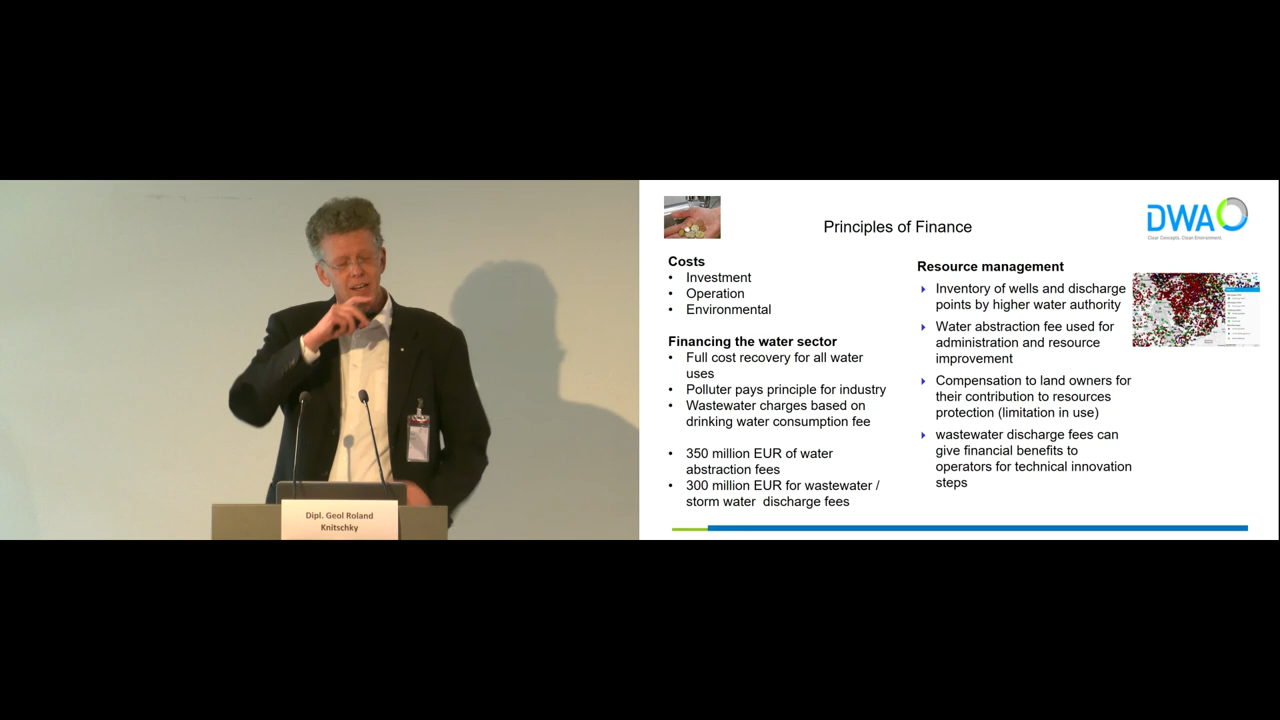 Dipl. Geol Roland
Knitschky
Principles of Finance
DWA
Clear Concepts. Clean Environment.
Costs
• Investment
• Operation
• Environmental
Financing the water sector
• Full cost recovery for all water
uses
• Polluter pays principle for industry
• Wastewater charges based on
drinking water consumption fee
• 350 million EUR of water
abstraction fees
• 300 million EUR for wastewater /
storm water discharge fees
Resource management
Inventory of wells and discharge
points by higher water authority
Water abstraction fee used for
administration and resource
improvement
Compensation to land owners for
their contribution to resources
protection (limitation in use)
wastewater discharge fees can
give financial benefits to
operators for technical innovation
steps